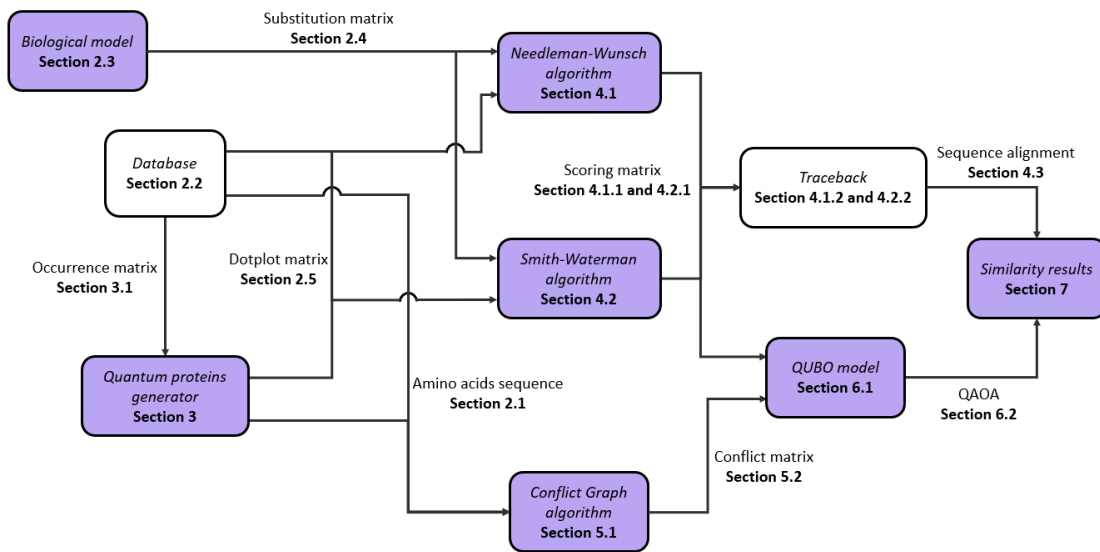 Substitution matrix
Section 2.4
Biological model
Section 2.3
Needleman-Wunsch
algorithm
Section 4.1
Database
Section 2.2
Scoring matrix
Section 4.1.1 and 4.2.1
Traceback
Section 4.1.2 and 4.2.2
Sequence alignment
Section 4.3
Occurrence matrix
Section 3.1
Dotplot matrix
Section 2.5
Smith-Waterman
algorithm
Section 4.2
Similarity results
Section 7
Quantum proteins
generator
Section 3
Amino acids sequence
Section 2.1
QUBO model
Section 6.1
QAOA
Section 6.2
Conflict matrix
Section 5.2
Conflict Graph
algorithm
Section 5.1